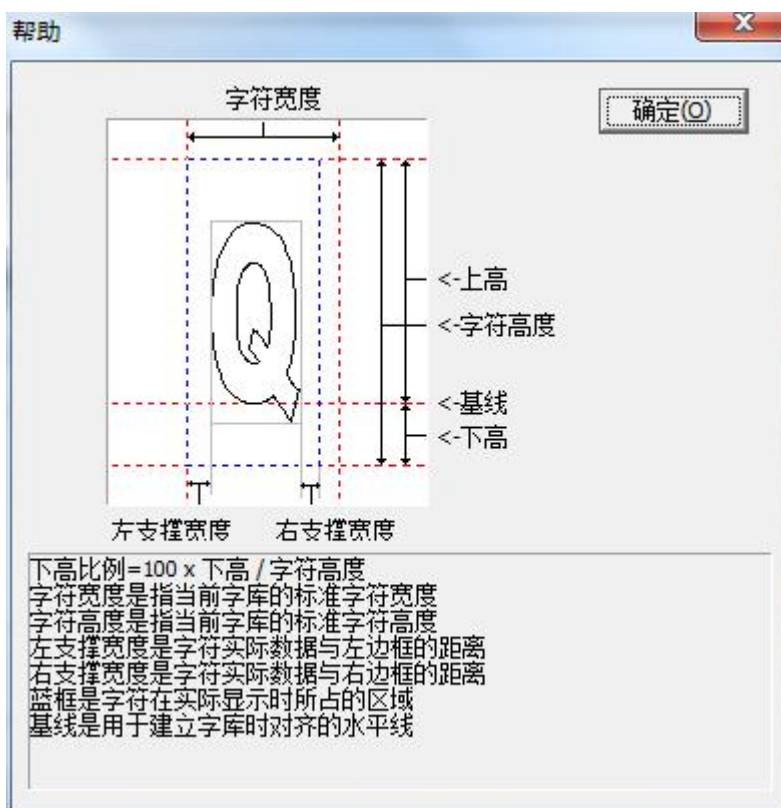 帮助
字符宽度
确定(O)
<-上高
<-字符高度
<-基线
<-下高
左支撑宽度 右支撑宽度
下高比例=100 x 下高 / 字符高度
字符宽度是指当前字库的标准字符宽度
字符高度是指当前字库的标准字符高度
左支撑宽度是字符实际数据与左边框的距离
右支撑宽度是字符实际数据与右边框的距离
蓝框是字符在实际显示时所占的区域
基线是用于建立字库时对齐的水平线